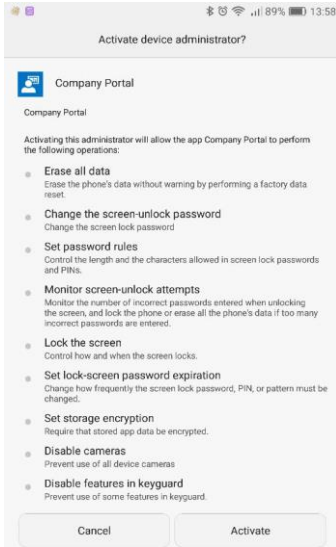 89% 13:58
Activate device administrator?
Company Portal
Company Portal
Activating this administrator will allow the app Company Portal to perform
the following operations:
Erase all data
Erase the phone's data without warning by performing a factory data
reset.
Change the screen-unlock password
Change the screen lock password
Set password rules
Control the length and the characters allowed in screen lock passwords
and PINs.
Monitor screen-unlock attempts
Monitor the number of incorrect passwords entered when unlocking
the screen, and lock the phone or erase all the phone's data if too many
incorrect passwords are entered.
Lock the screen
Control how and when the screen locks.
Set lock-screen password expiration
Change how frequently the screen lock password, PIN, or pattern must be
changed.
Set storage encryption
Require that stored app data be encrypted.
Disable cameras
Prevent use of all device cameras
Disable features in keyguard
Prevent use of some features in keyguard.
Cancel Activate